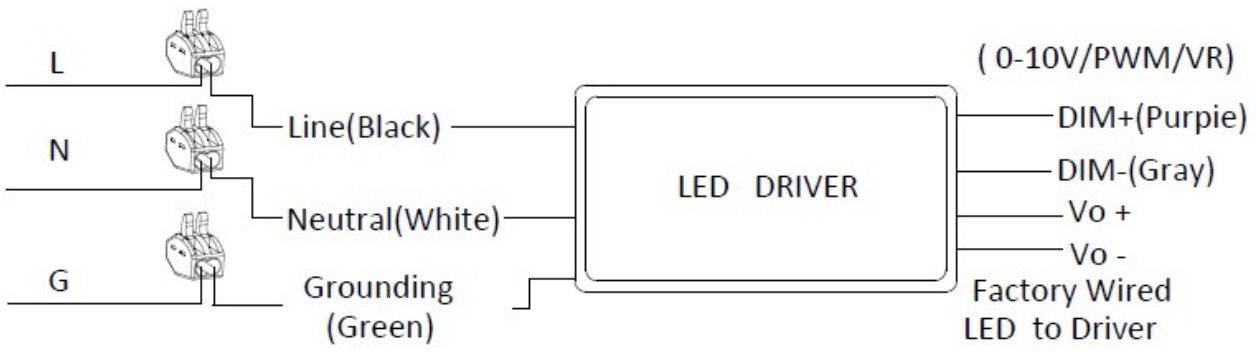 L
N
G
Line(Black)
Neutral(White)
Grounding
(Green)
LED DRIVER
( 0-10V/PWM/VR)
DIM+(Purpie)
DIM-(Gray)
Vo +
Vo -
Factory Wired
LED to Driver